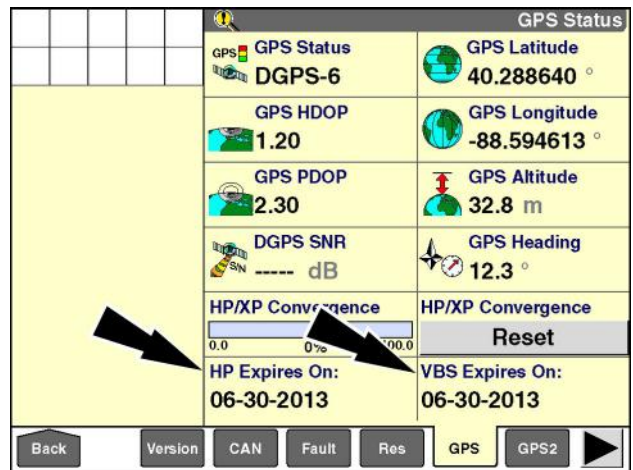 GPS Status
GPS
GPS Status
DGPS-6
GPS Latitude
40.288640 °
GPS HDOP
1.20
GPS Longitude
-88.594613 °
GPS PDOP
2.30
GPS Altitude
32.8 m
DGPS SNR
S/N
----- dB
GPS Heading
12.3 °
HP/XP Convergence
0.0 0% 100.0
HP/XP Convergence
Reset
HP Expires On:
06-30-2013
VBS Expires On:
06-30-2013
Back Version CAN Fault Res GPS GPS2